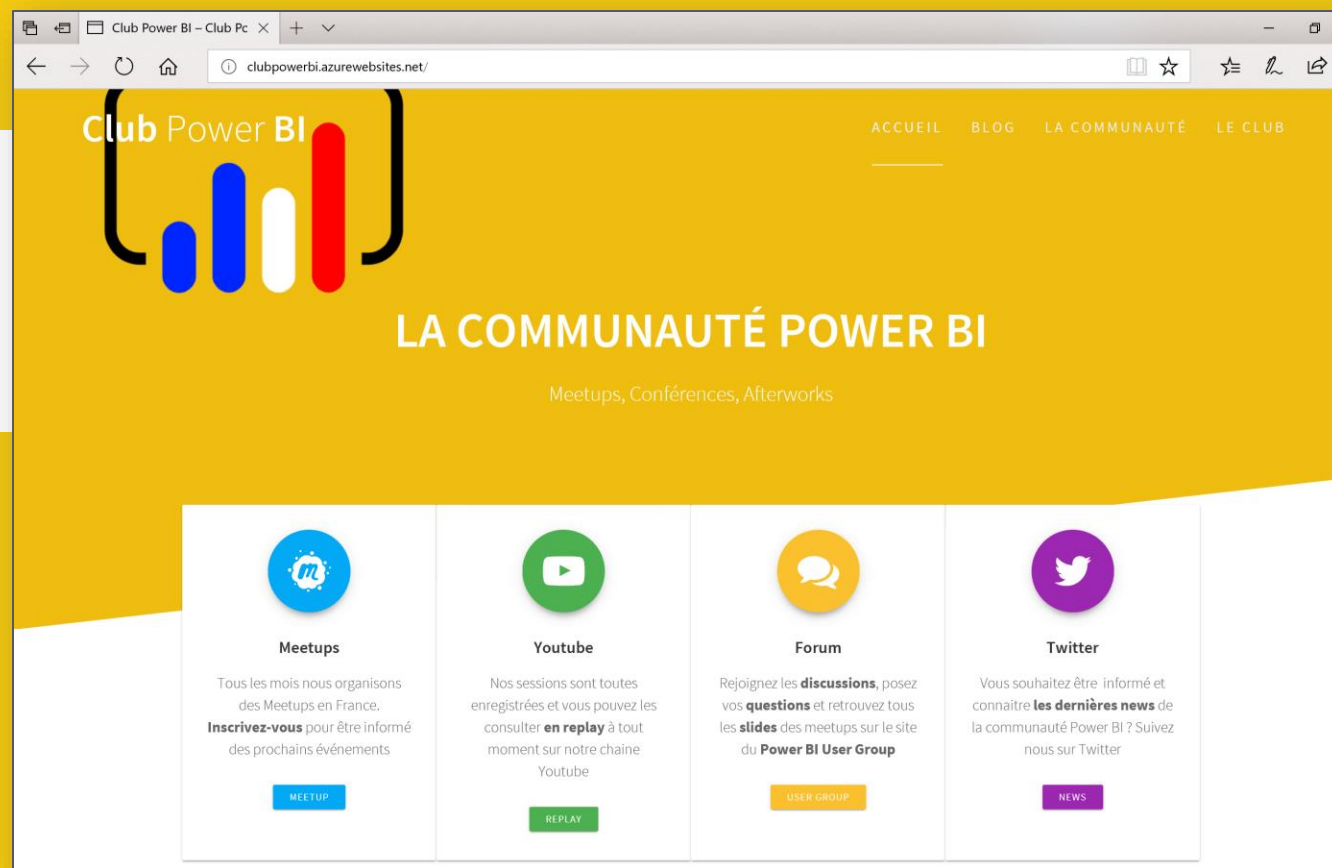 Club Power BI – Club Pc
clubpowerbi.azurewebsites.net/
Club Power BI
ACCUEIL BLOG LA COMMUNAUTÉ LE CLUB
LA COMMUNAUTÉ POWER BI
Meetups, Conférences, Afterworks
Meetups
Tous les mois nous organisons
des Meetups en France.
Inscrivez-vous pour être informé
des prochains événements
MEETUP
Youtube
Nos sessions sont toutes
enregistrées et vous pouvez les
consulter en replay à tout
moment sur notre chaine
Youtube
REPLAY
Forum
Rejoignez les discussions, posez
vos questions et retrouvez tous
les slides des meetups sur le site
du Power BI User Group
USER GROUP
Twitter
Vous souhaitez être informé et
connaitre les dernières news de
la communauté Power BI ? Suivez
nous sur Twitter
NEWS